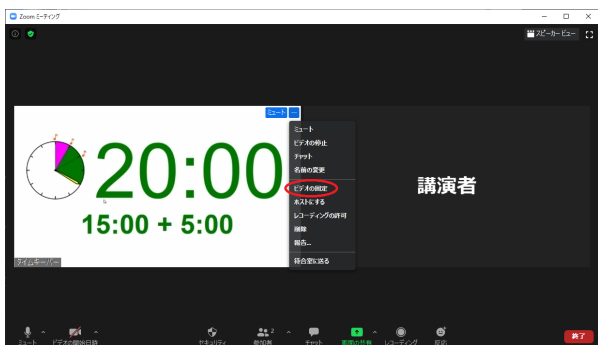 Zoom ミーティング
スピーカー ビュー
ミュート
ミュート
ビデオの停止
チャット
名前の変更
ビデオの固定
ホストにする
レコーディングの許可
削除
報告...
待合室に送る
20:00
15:00 + 5:00
タイムキーパー
講演者
ミュート
ビデオの開始日時
セキュリティ
参加者
2
チャット
画面の共有
レコーディング
反応
終了